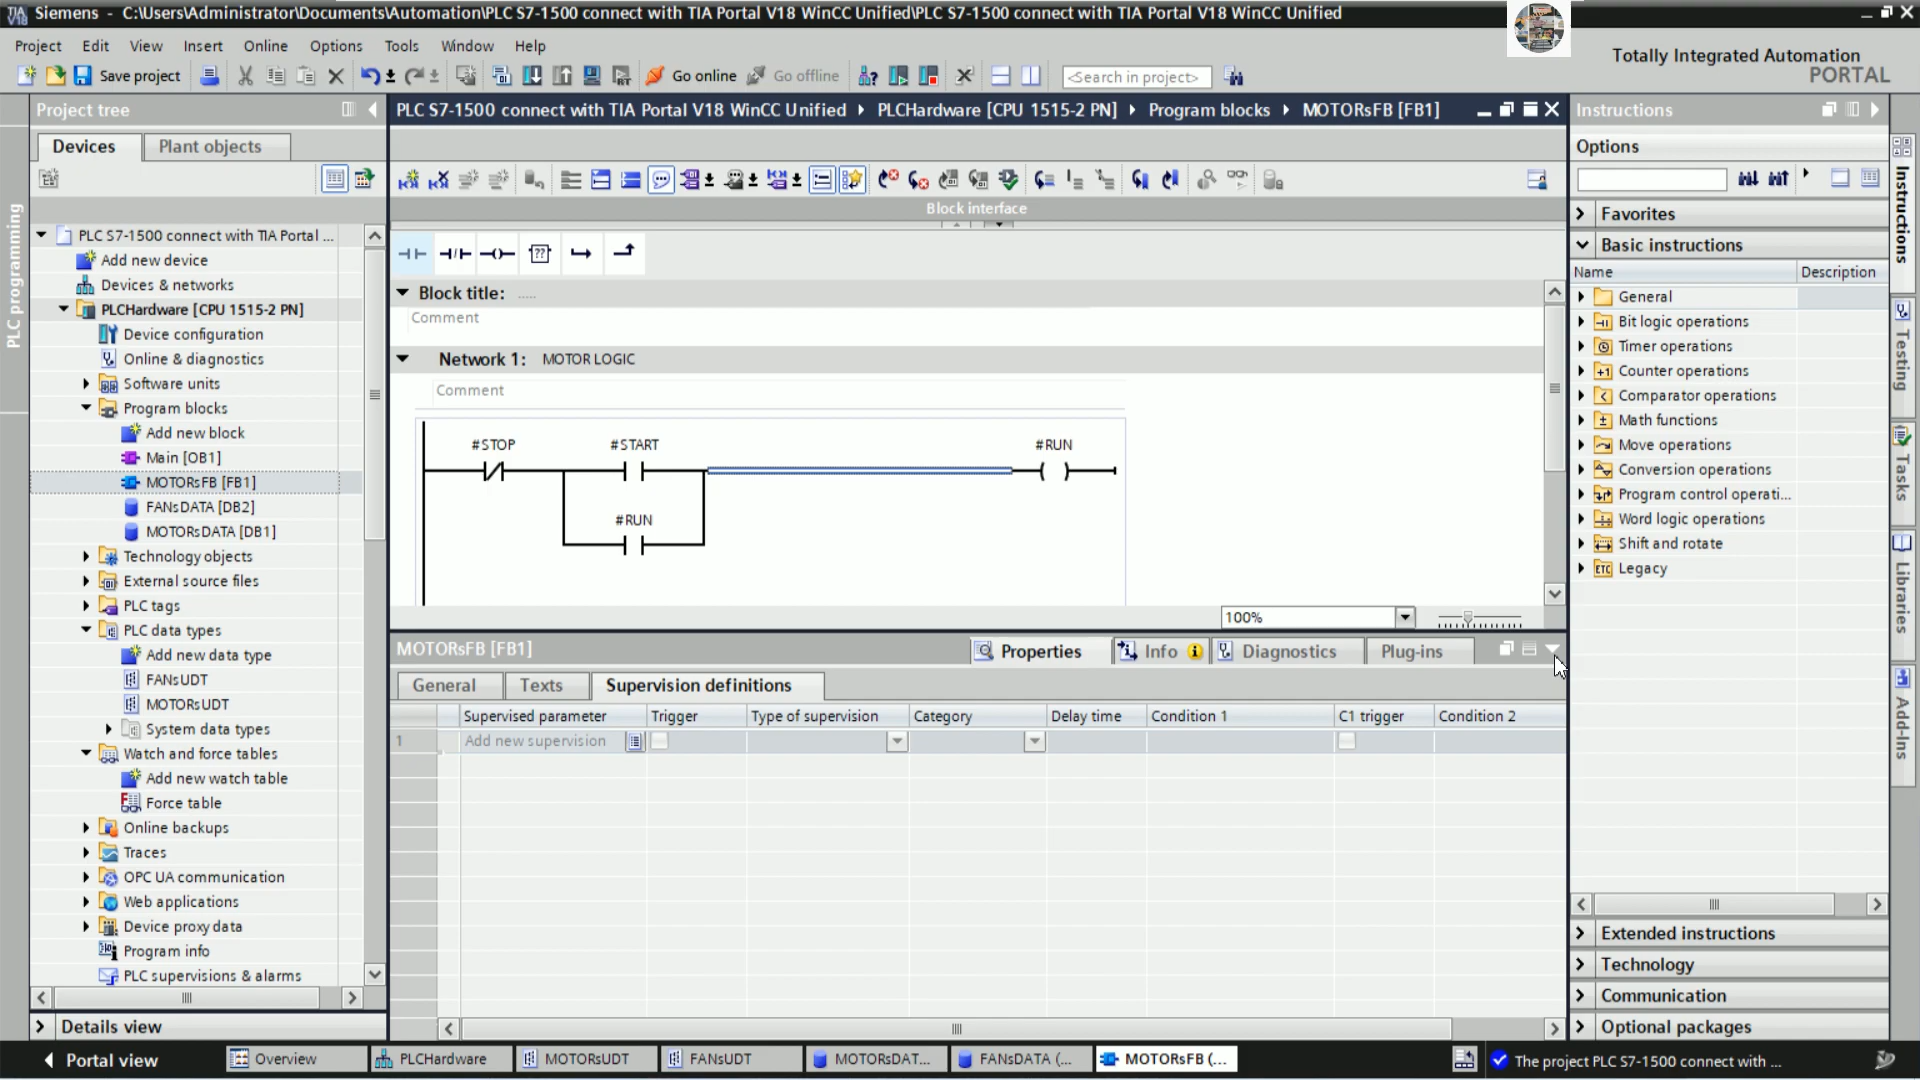 Siemens - C:\Users\Administrator\Documents\Automation\PLC S7-1500 connect with TIA Portal V18 WinCC Unified\PLC S7-1500 connect with TIA Portal V18 WinCC Unified
Project Edit View Insert Online Options Tools Window Help
Totally Integrated Automation
PORTAL
Save project
Go online
Go offline
<Search in project>
Project tree
PLC S7-1500 connect with TIA Portal V18 WinCC Unified PLCHardware [CPU 1515-2 PN] Program blocks MOTORsFB [FB1]
Instructions
Devices
Plant objects
Options
PLC programming
Block interface
Favorites
Basic instructions
Name
Description
PLC S7-1500 connect with TIA Portal ...
Add new device
Devices & networks
PLCHardware [CPU 1515-2 PN]
Device configuration
Online & diagnostics
Software units
Program blocks
Add new block
Main [OB1]
MOTORsFB [FB1]
FANsDATA [DB2]
MOTORsDATA [DB1]
Technology objects
External source files
PLC tags
PLC data types
Add new data type
FANsUDT
MOTORsUDT
System data types
Watch and force tables
Add new watch table
Force table
Online backups
Traces
OPC UA communication
Web applications
Device proxy data
Program info
PLC supervisions & alarms
Details view
??
Block title: .....
Comment
Network 1: MOTOR LOGIC
Comment
#STOP
#START
#RUN
#RUN
100%
MOTORsFB [FB1]
Properties
Info
Diagnostics
Plug-ins
General
Texts
Supervision definitions
Supervised parameter
Trigger
Type of supervision
Category
Delay time
Condition 1
C1 trigger
Condition 2
1
Add new supervision
General
Bit logic operations
Timer operations
Counter operations
Comparator operations
Math functions
Move operations
Conversion operations
Program control operati...
Word logic operations
Shift and rotate
Legacy
Extended instructions
Technology
Communication
Optional packages
Instructions
Testing
Tasks
Libraries
Add-Ins
Portal view
Overview
PLCHardware
MOTORsUDT
FANsUDT
MOTORsDAT...
FANsDATA (...
MOTORsFB (...
The project PLC S7-1500 connect with ...